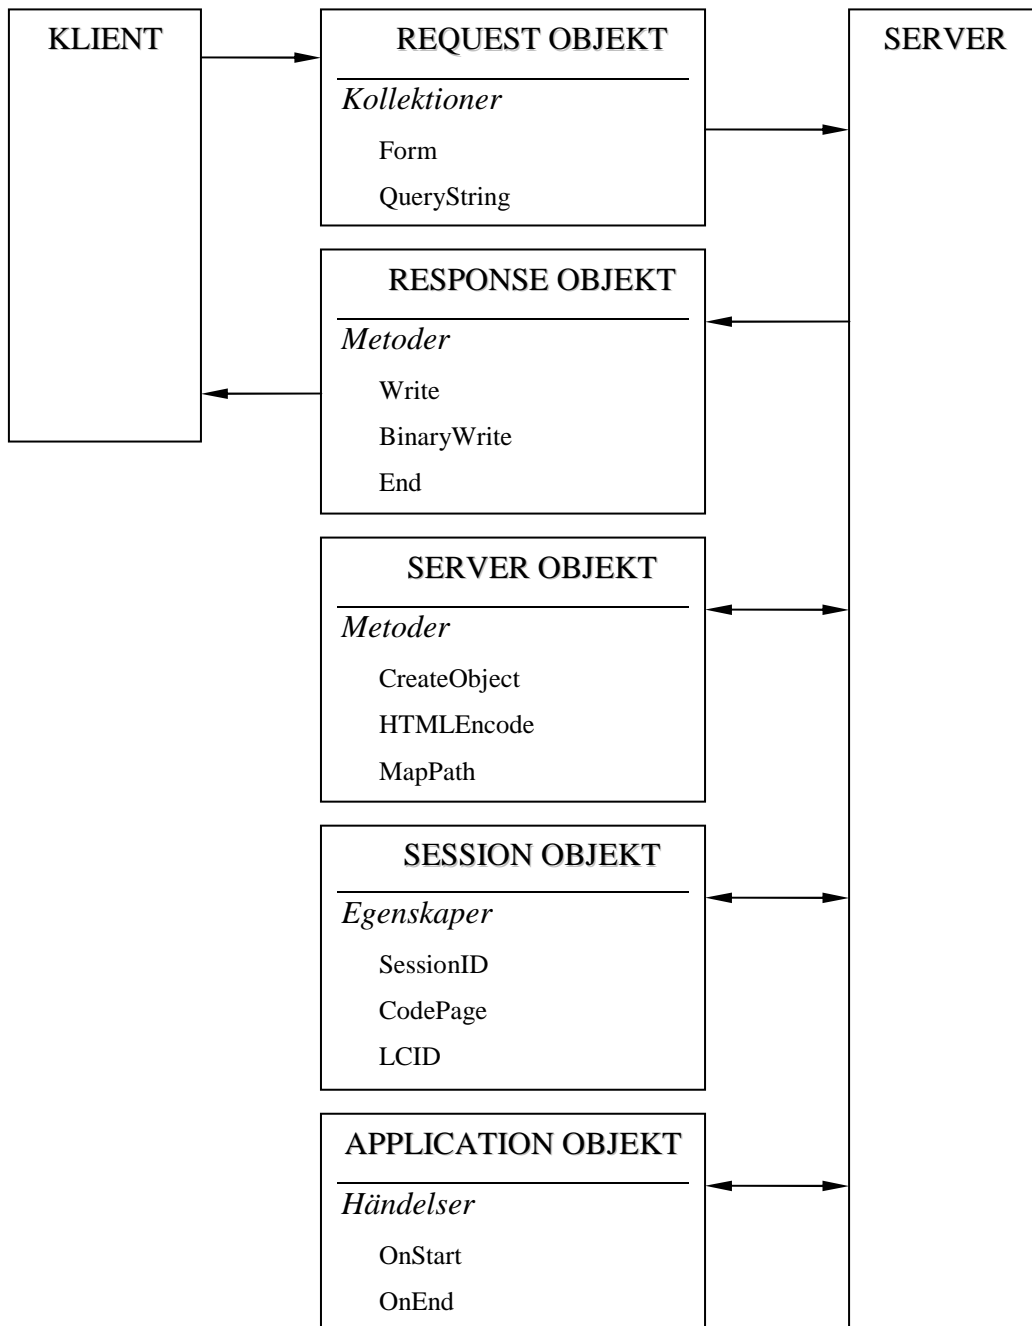 KLIENT
REQUEST OBJEKT
Kollektioner
Form
QueryString
RESPONSE OBJEKT
Metoder
Write
BinaryWrite
End
SERVER OBJEKT
Metoder
CreateObject
HTMLEncode
MapPath
SESSION OBJEKT
Egenskaper
SessionID
CodePage
LCID
APPLICATION OBJEKT
Händelser
OnStart
OnEnd
SERVER